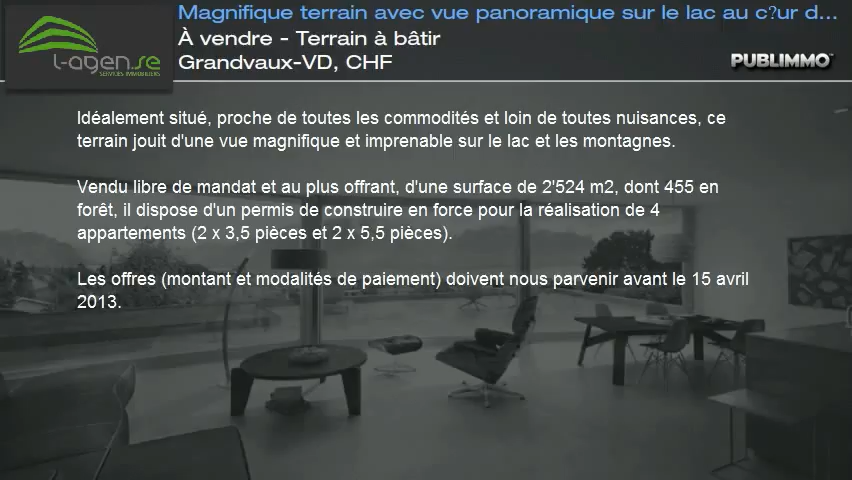 Magnifique terrain avec vue panoramique sur le lac au c?ur d...
À vendre - Terrain à bâtir
Grandvaux-VD, CHF
l-agen.se
SERVICES IMMOBILIERS
PUBLIMMO
Idéalement situé, proche de toutes les commodités et loin de toutes nuisances, ce
terrain jouit d'une vue magnifique et imprenable sur le lac et les montagnes.
Vendu libre de mandat et au plus offrant, d'une surface de 2'524 m2, dont 455 en
forêt, il dispose d'un permis de construire en force pour la réalisation de 4
appartements (2 x 3,5 pièces et 2 x 5,5 pièces).
Les offres (montant et modalités de paiement) doivent nous parvenir avant le 15 avril
2013.